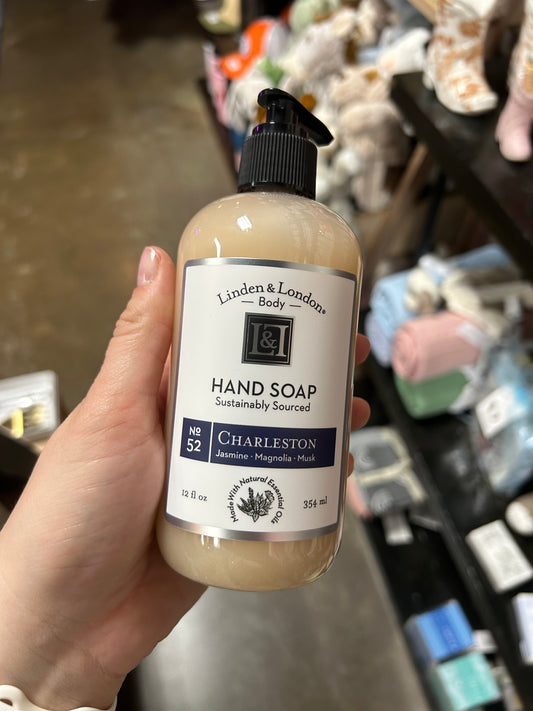 Linden & London®
Body
L&L
HAND SOAP
Sustainably Sourced
Nº 52
CHARLESTON
Jasmine · Magnolia · Musk
Made With Natural Essential Oils
12 fl oz
354 ml